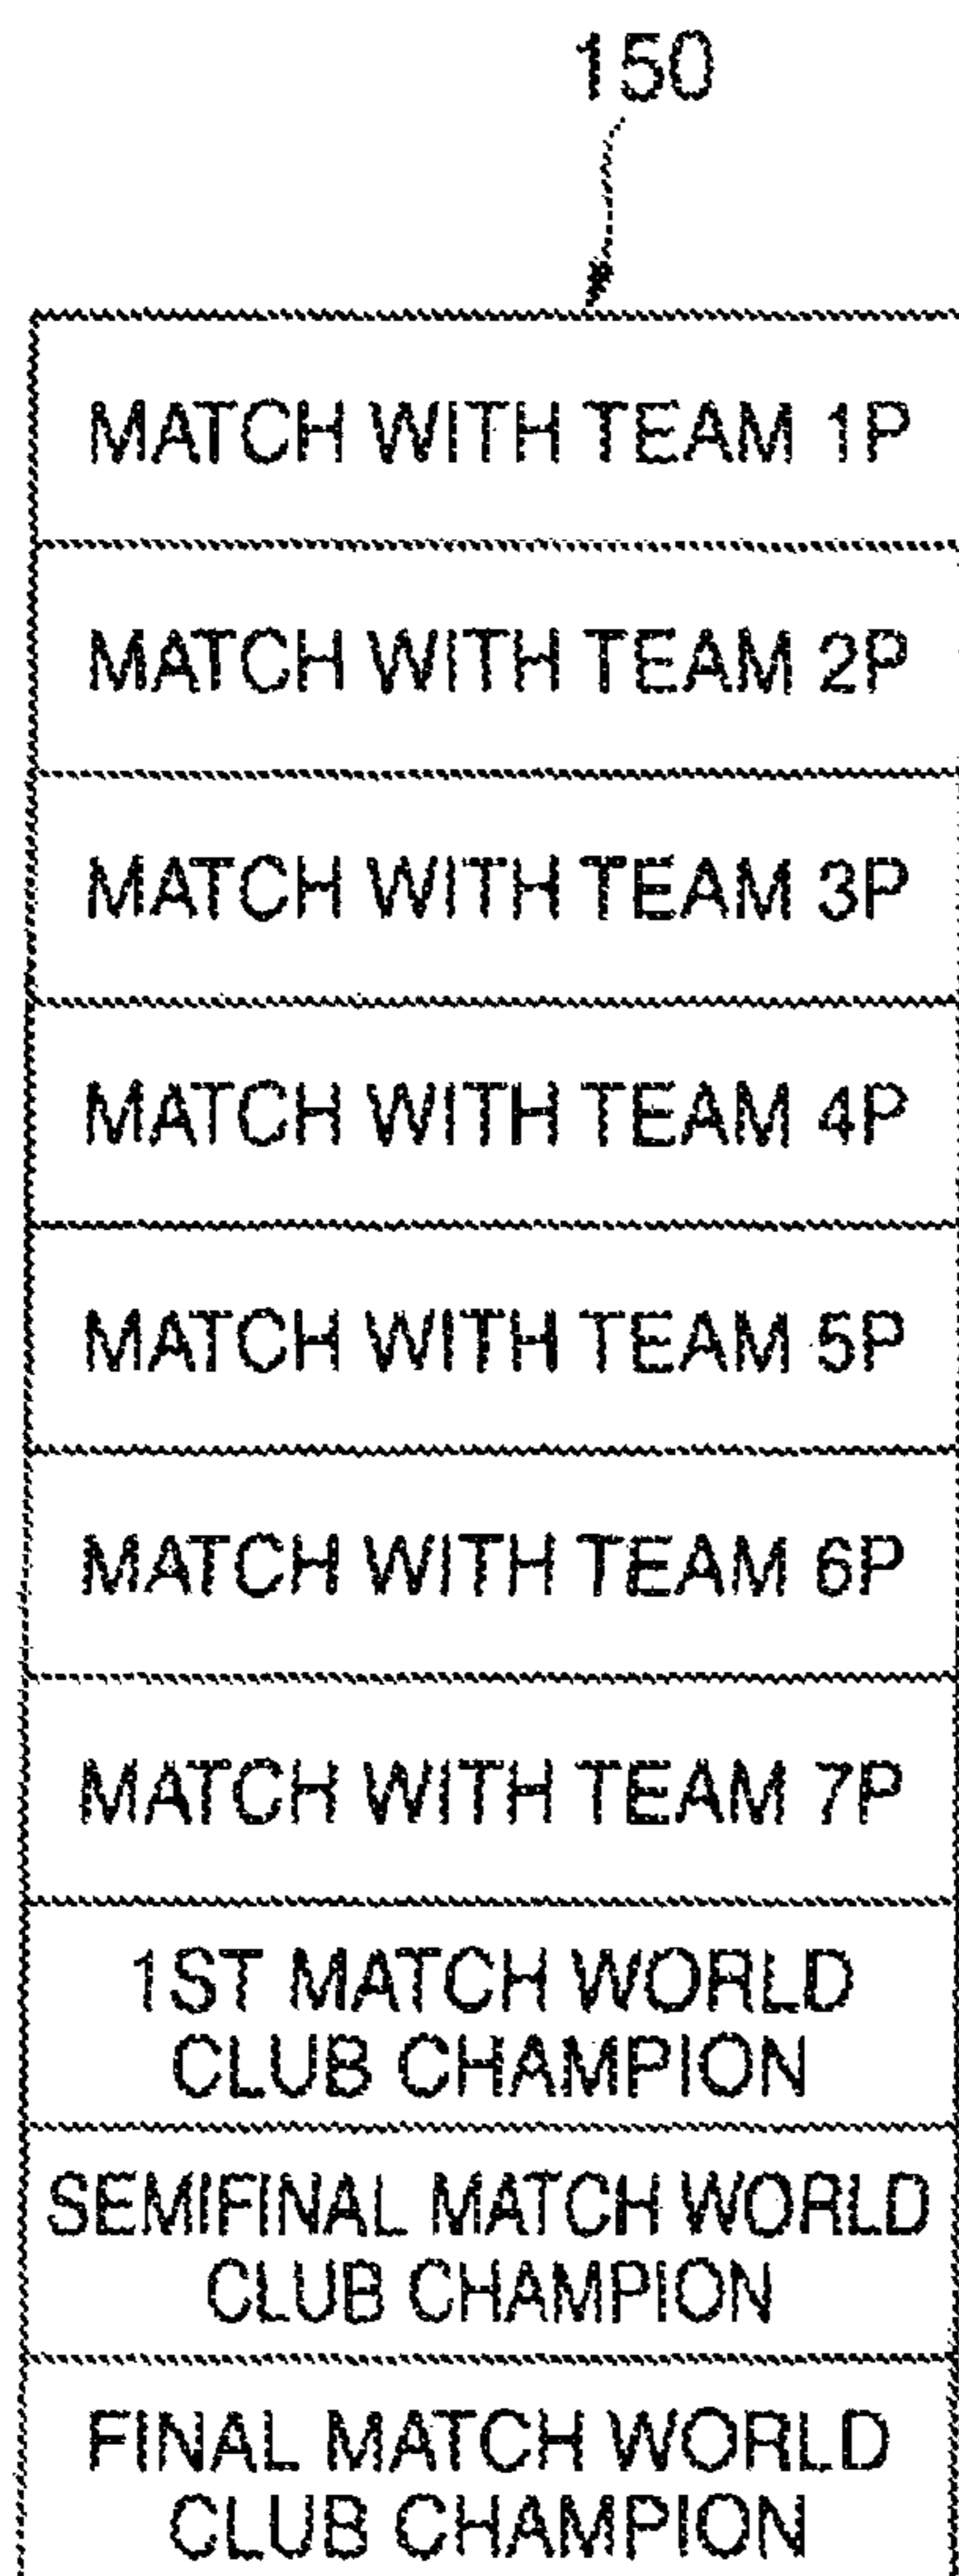 150
MATCH WITH TEAM 1P
MATCH WITH TEAM 2P
MATCH WITH TEAM 3P
MATCH WITH TEAM 4P
MATCH WITH TEAM 5P
MATCH WITH TEAM 6P
MATCH WITH TEAM 7P
1ST MATCH WORLD
CLUB CHAMPION
SEMIFINAL MATCH WORLD
CLUB CHAMPION
FINAL MATCH WORLD
CLUB CHAMPION